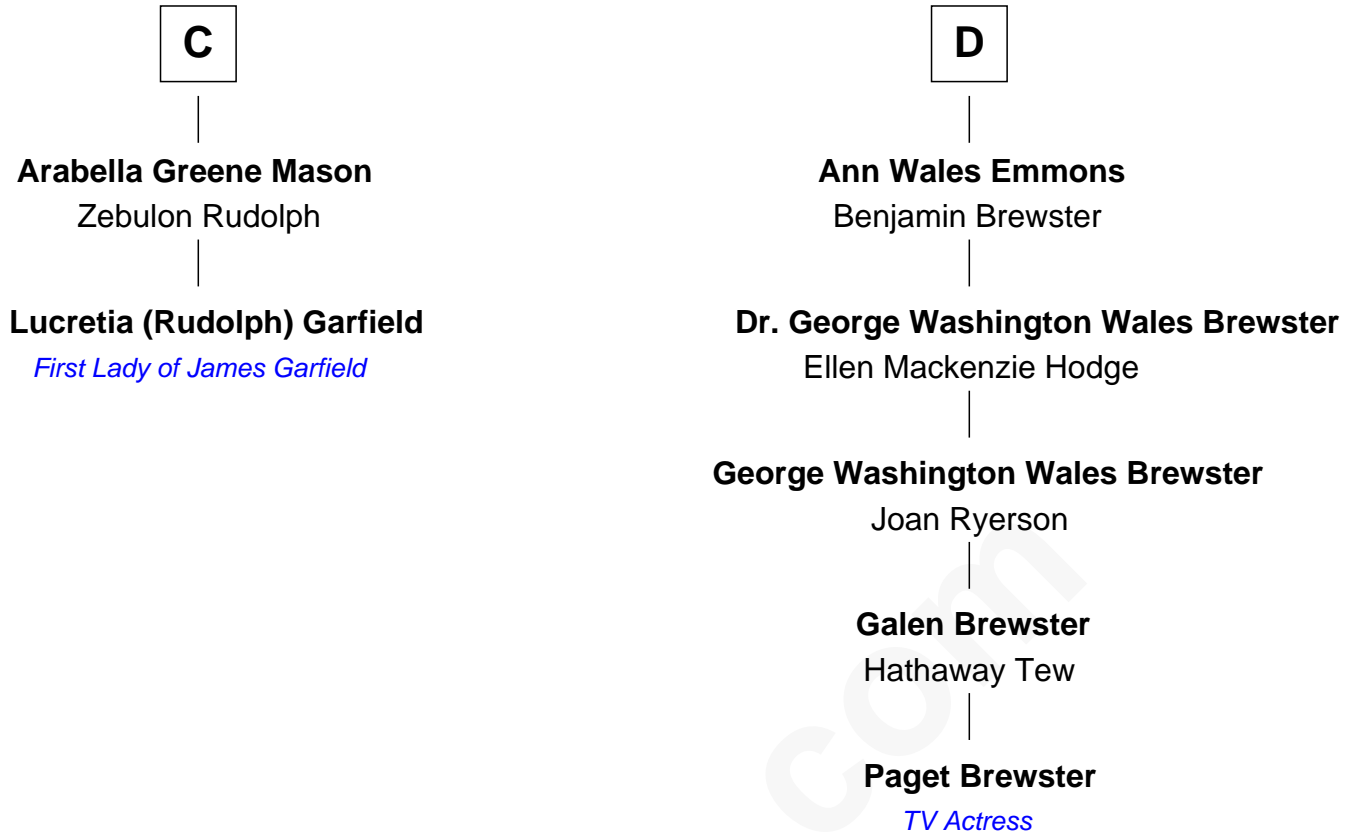 C
Arabella Greene Mason
Zebulon Rudolph
Lucretia (Rudolph) Garfield
First Lady of James Garfield
D
Ann Wales Emmons
Benjamin Brewster
Dr. George Washington Wales Brewster
Ellen Mackenzie Hodge
George Washington Wales Brewster
Joan Ryerson
Galen Brewster
Hathaway Tew
Paget Brewster
TV Actress
com